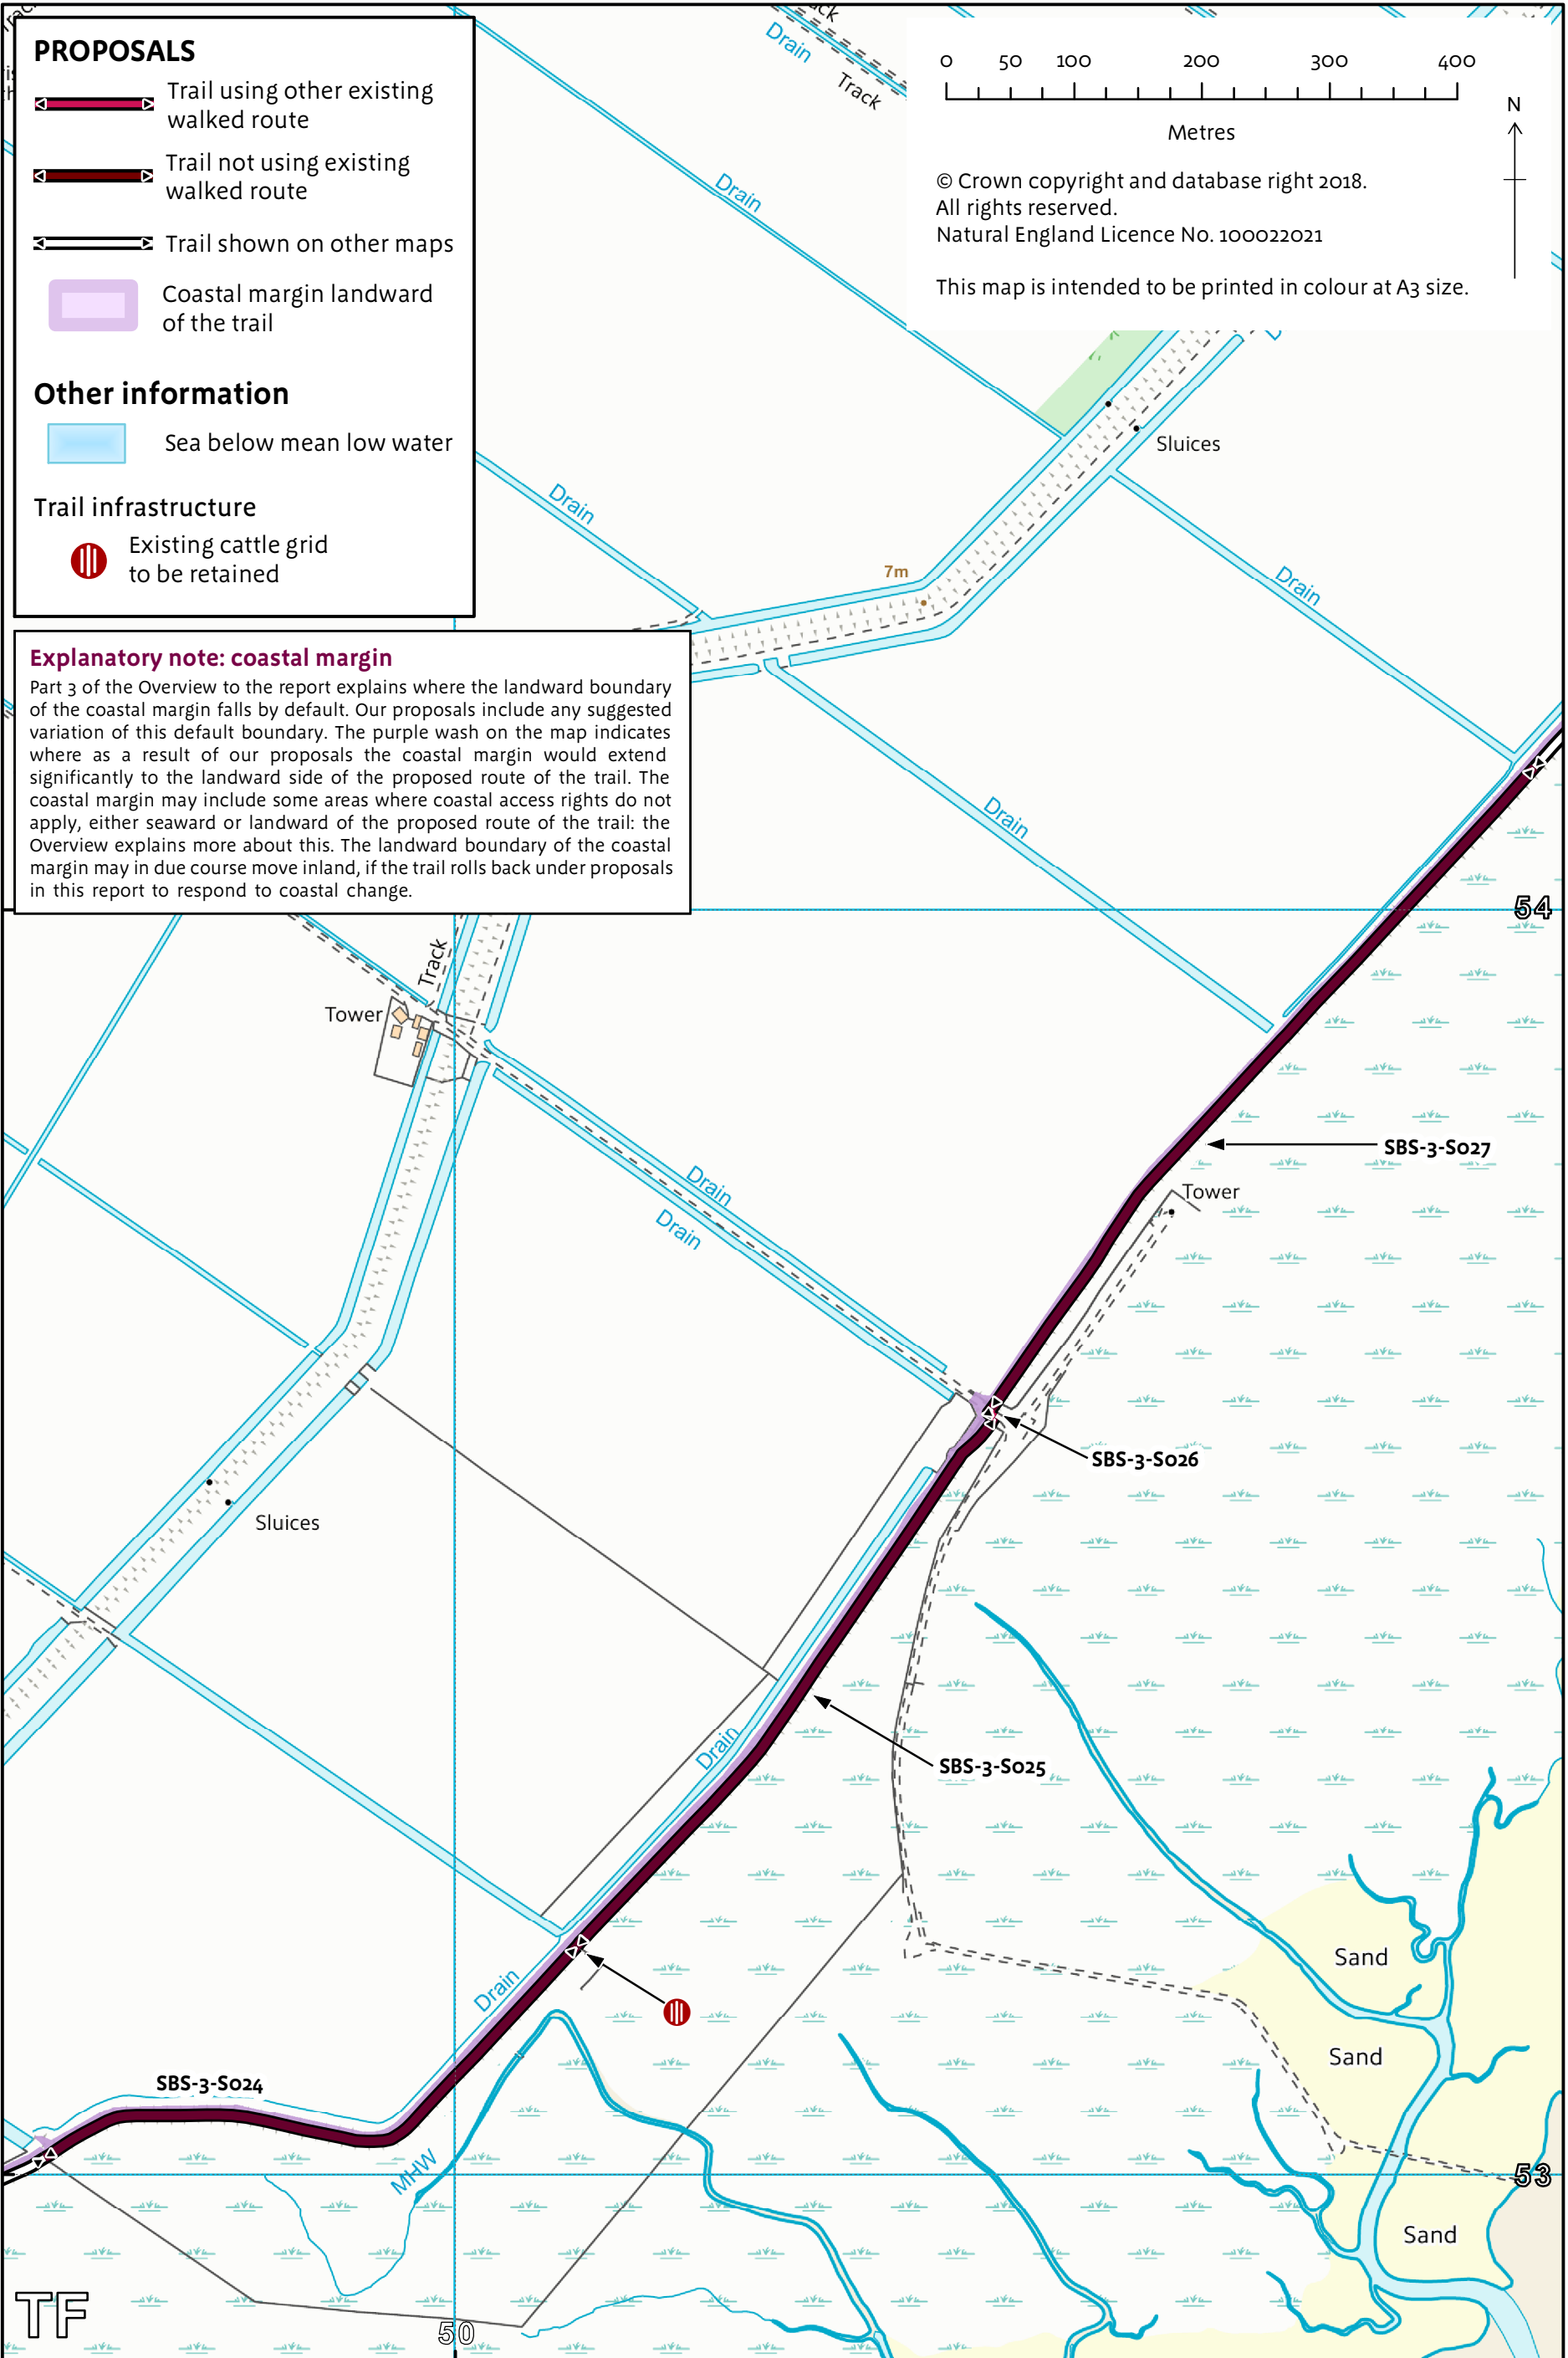 PROPOSALS
Trail using other existing
walked route
Trail not using existing
walked route
Trail shown on other maps
Coastal margin landward
of the trail
Other information
Sea below mean low water
Trail infrastructure
Existing cattle grid
to be retained
Explanatory note: coastal margin
Part 3 of the Overview to the report explains where the landward boundary
of the coastal margin falls by default. Our proposals include any suggested
variation of this default boundary. The purple wash on the map indicates
where as a result of our proposals the coastal margin would extend
significantly to the landward side of the proposed route of the trail. The
coastal margin may include some areas where coastal access rights do not
apply, either seaward or landward of the proposed route of the trail: the
Overview explains more about this. The landward boundary of the coastal
margin may in due course move inland, if the trail rolls back under proposals
in this report to respond to coastal change.
0 50 100 200 300 400
Metres
N
© Crown copyright and database right 2018.
All rights reserved.
Natural England Licence No. 100022021
This map is intended to be printed in colour at A3 size.
Drain
Track
Drain
Sluices
Drain
7m
Drain
Drain
54
Track
Tower
SBS-3-S027
Tower
Drain
Drain
SBS-3-S026
Sluices
Drain
SBS-3-S025
Sand
Drain
Sand
SBS-3-S024
MHW
53
Sand
TF
50